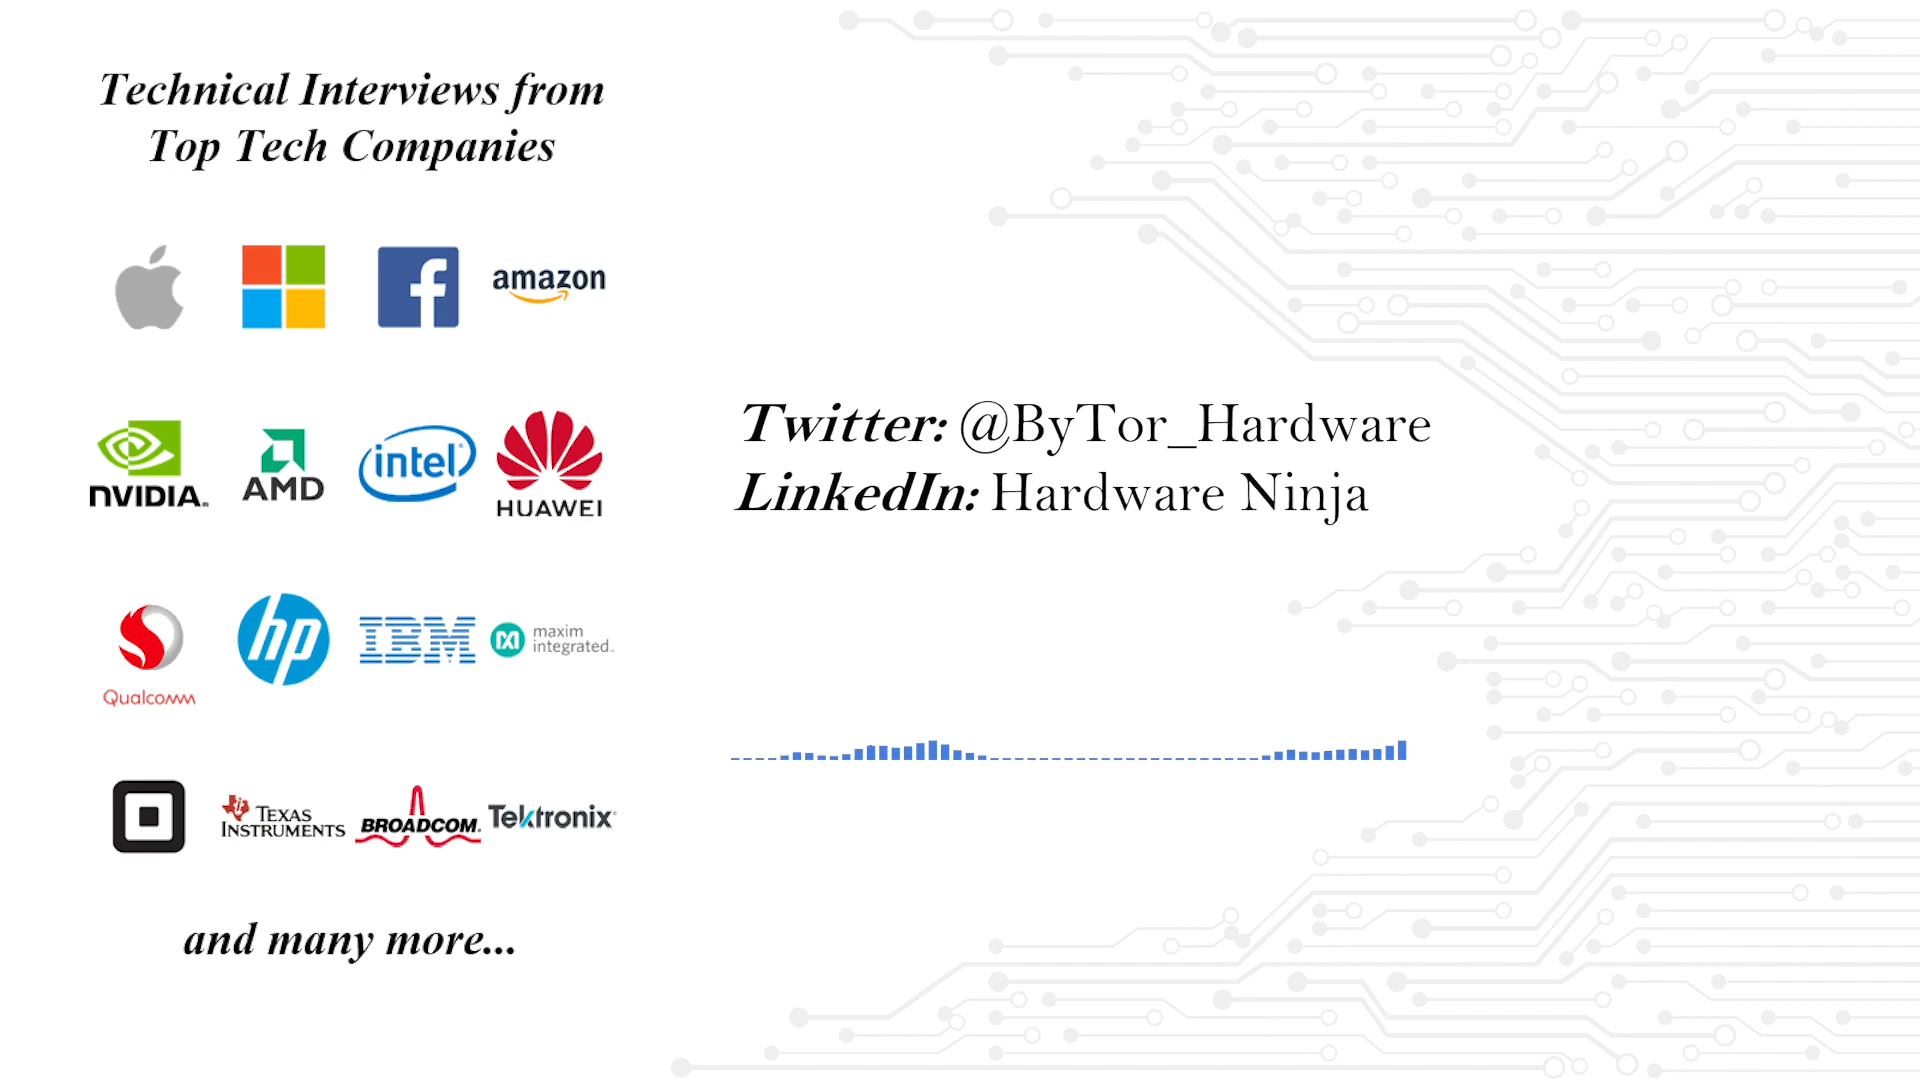 Technical Interviews from
Top Tech Companies
amazon
NVIDIA.
AMD
intel
HUAWEI
Qualcomm
hp
IBM
maxim
integrated
TEXAS
INSTRUMENTS
BROADCOM.
Tektronix
and many more...
Twitter: @ByTor_Hardware
LinkedIn: Hardware Ninja